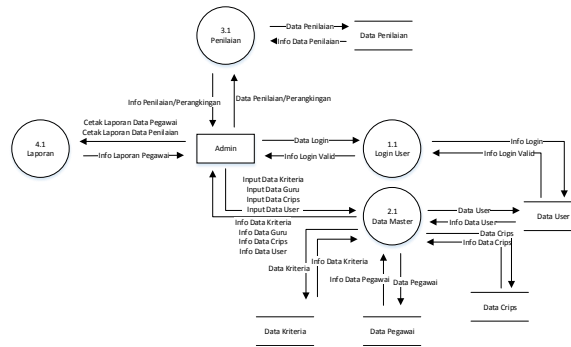 3.1
Penilaian
Data Penilaian
Info Data Penilaian
Data Penilaian
Info Penilaian/Perangkingan
Data Penilaian/Perangkingan
4.1
Laporan
Cetak Laporan Data Pegawai
Cetak Laporan Data Penilaian
Info Laporan Pegawai
Admin
Data Login
Info Login Valid
1.1
Login User
Info Login
Info Login Valid
Input Data Kriteria
Input Data Guru
Input Data Crips
Input Data User
Info Data Kriteria
Info Data Guru
Info Data Crips
Info Data User
2.1
Data Master
Data User
Info Data User
Data User
Data Crips
Info Data Crips
Data Kriteria
Info Data Kriteria
Info Data Pegawai
Data Pegawai
Data Crips
Data Kriteria
Data Pegawai